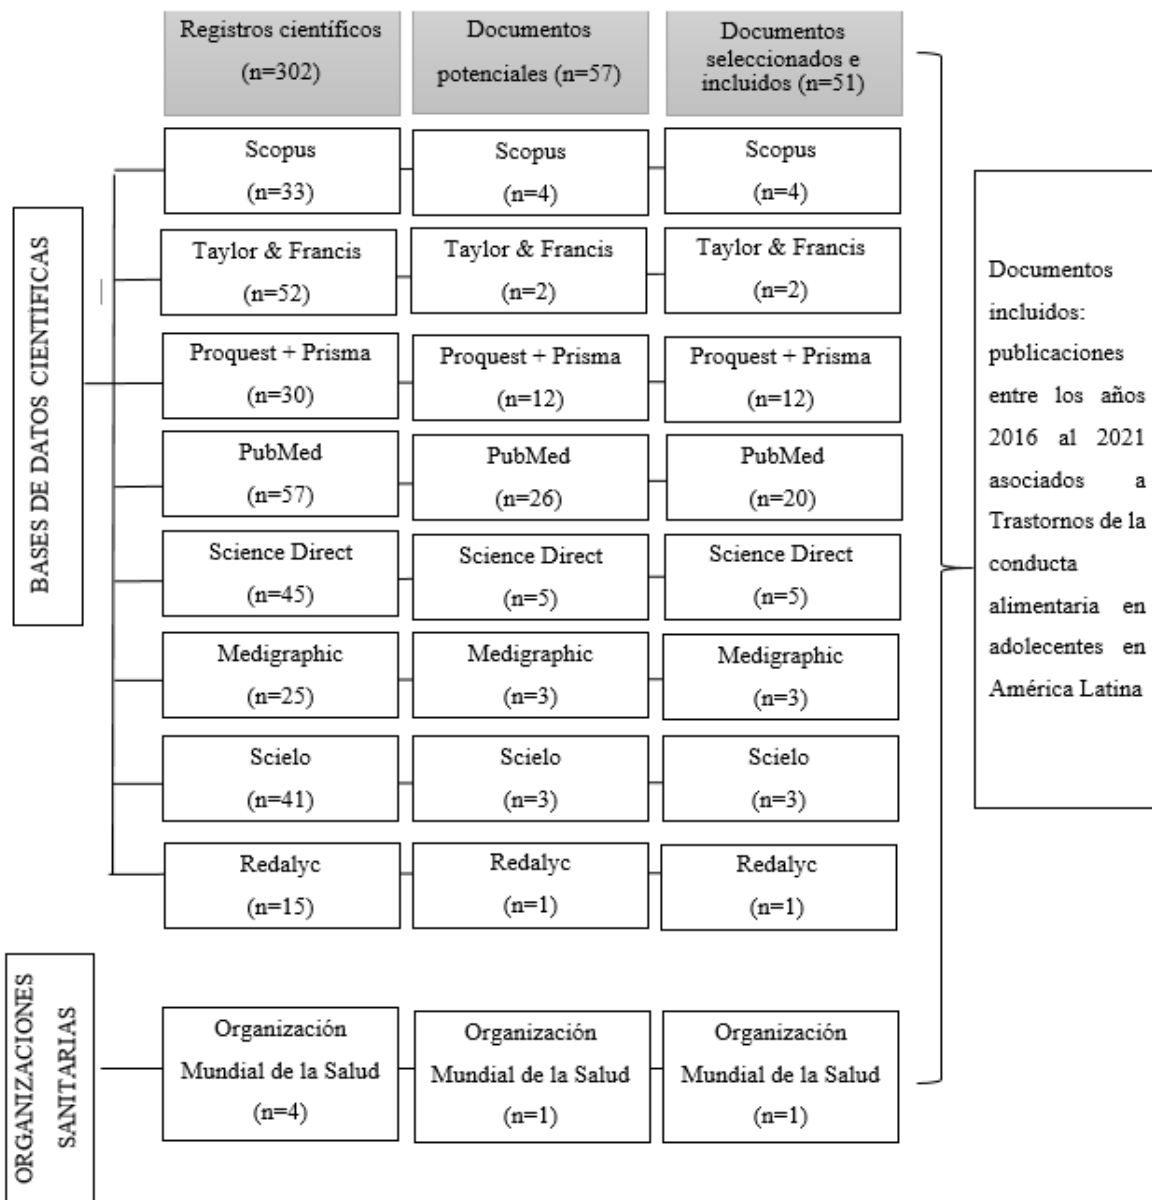 Registros científicos
(n=302)
Documentos
potenciales (n=57)
Documentos
seleccionados e
incluidos (n=51)
BASES DE DATOS CIENTÍFICAS
Scopus
(n=33)
Scopus
(n=4)
Scopus
(n=4)
Taylor & Francis
(n=52)
Taylor & Francis
(n=2)
Taylor & Francis
(n=2)
Proquest + Prisma
(n=30)
Proquest + Prisma
(n=12)
Proquest + Prisma
(n=12)
PubMed
(n=57)
PubMed
(n=26)
PubMed
(n=20)
Science Direct
(n=45)
Science Direct
(n=5)
Science Direct
(n=5)
Medigraphic
(n=25)
Medigraphic
(n=3)
Medigraphic
(n=3)
Scielo
(n=41)
Scielo
(n=3)
Scielo
(n=3)
Redalyc
(n=15)
Redalyc
(n=1)
Redalyc
(n=1)
ORGANIZACIONES
SANITARIAS
Organización
Mundial de la Salud
(n=4)
Organización
Mundial de la Salud
(n=1)
Organización
Mundial de la Salud
(n=1)
Documentos
incluidos:
publicaciones
entre los años
2016 al 2021
asociados a
Trastornos de la
conducta
alimentaria en
adolecentes en
América Latina